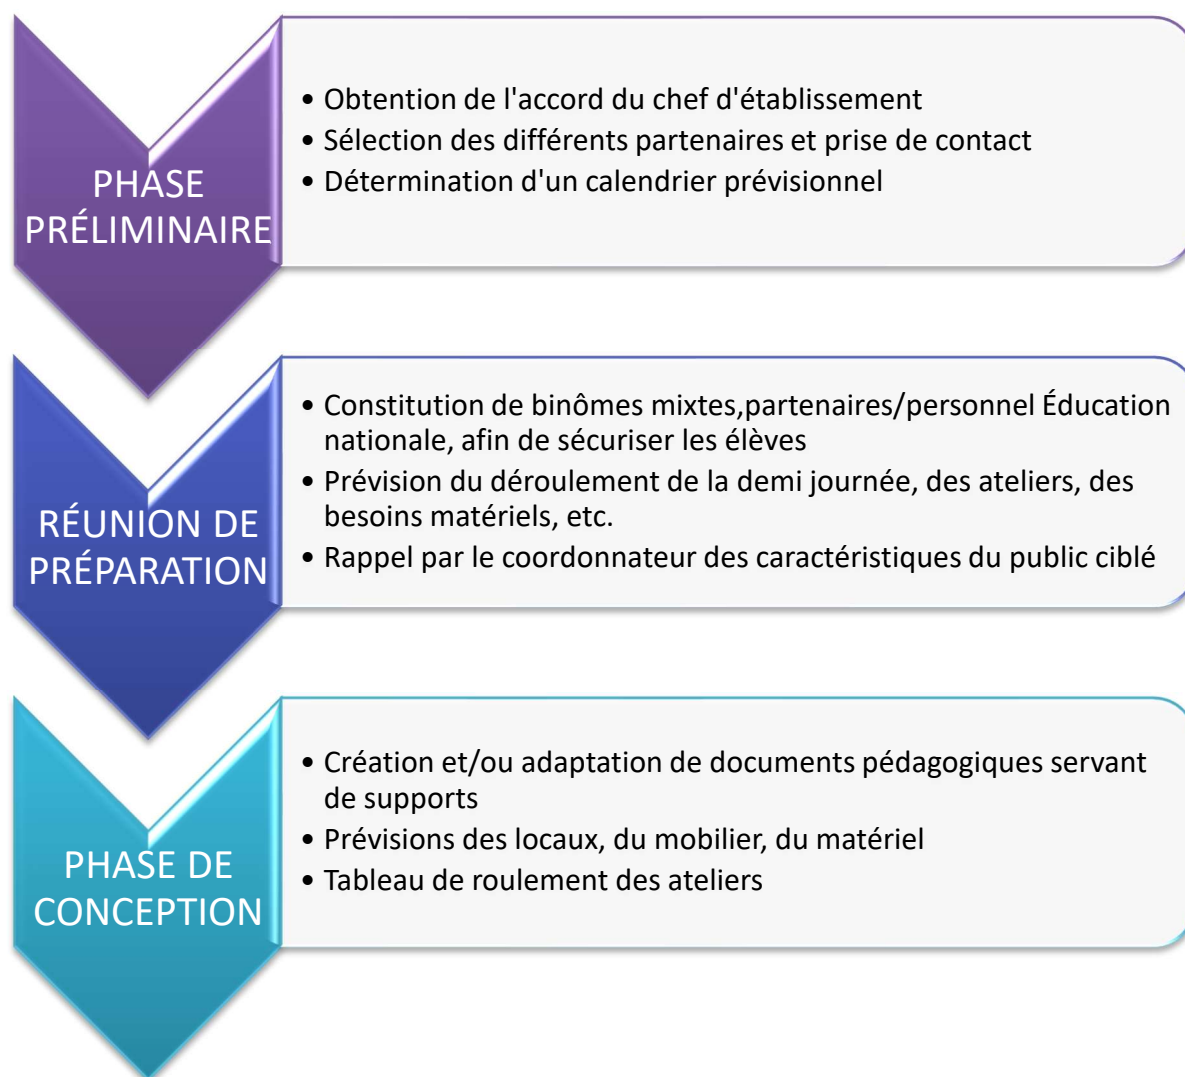 PHASE
PRÉLIMINAIRE
• Obtention de l'accord du chef d'établissement
• Sélection des différents partenaires et prise de contact
• Détermination d'un calendrier prévisionnel
RÉUNION DE
PRÉPARATION
• Constitution de binômes mixtes,partenaires/personnel Éducation
nationale, afin de sécuriser les élèves
• Prévision du déroulement de la demi journée, des ateliers, des
besoins matériels, etc.
• Rappel par le coordonnateur des caractéristiques du public ciblé
PHASE DE
CONCEPTION
• Création et/ou adaptation de documents pédagogiques servant
de supports
• Prévisions des locaux, du mobilier, du matériel
• Tableau de roulement des ateliers